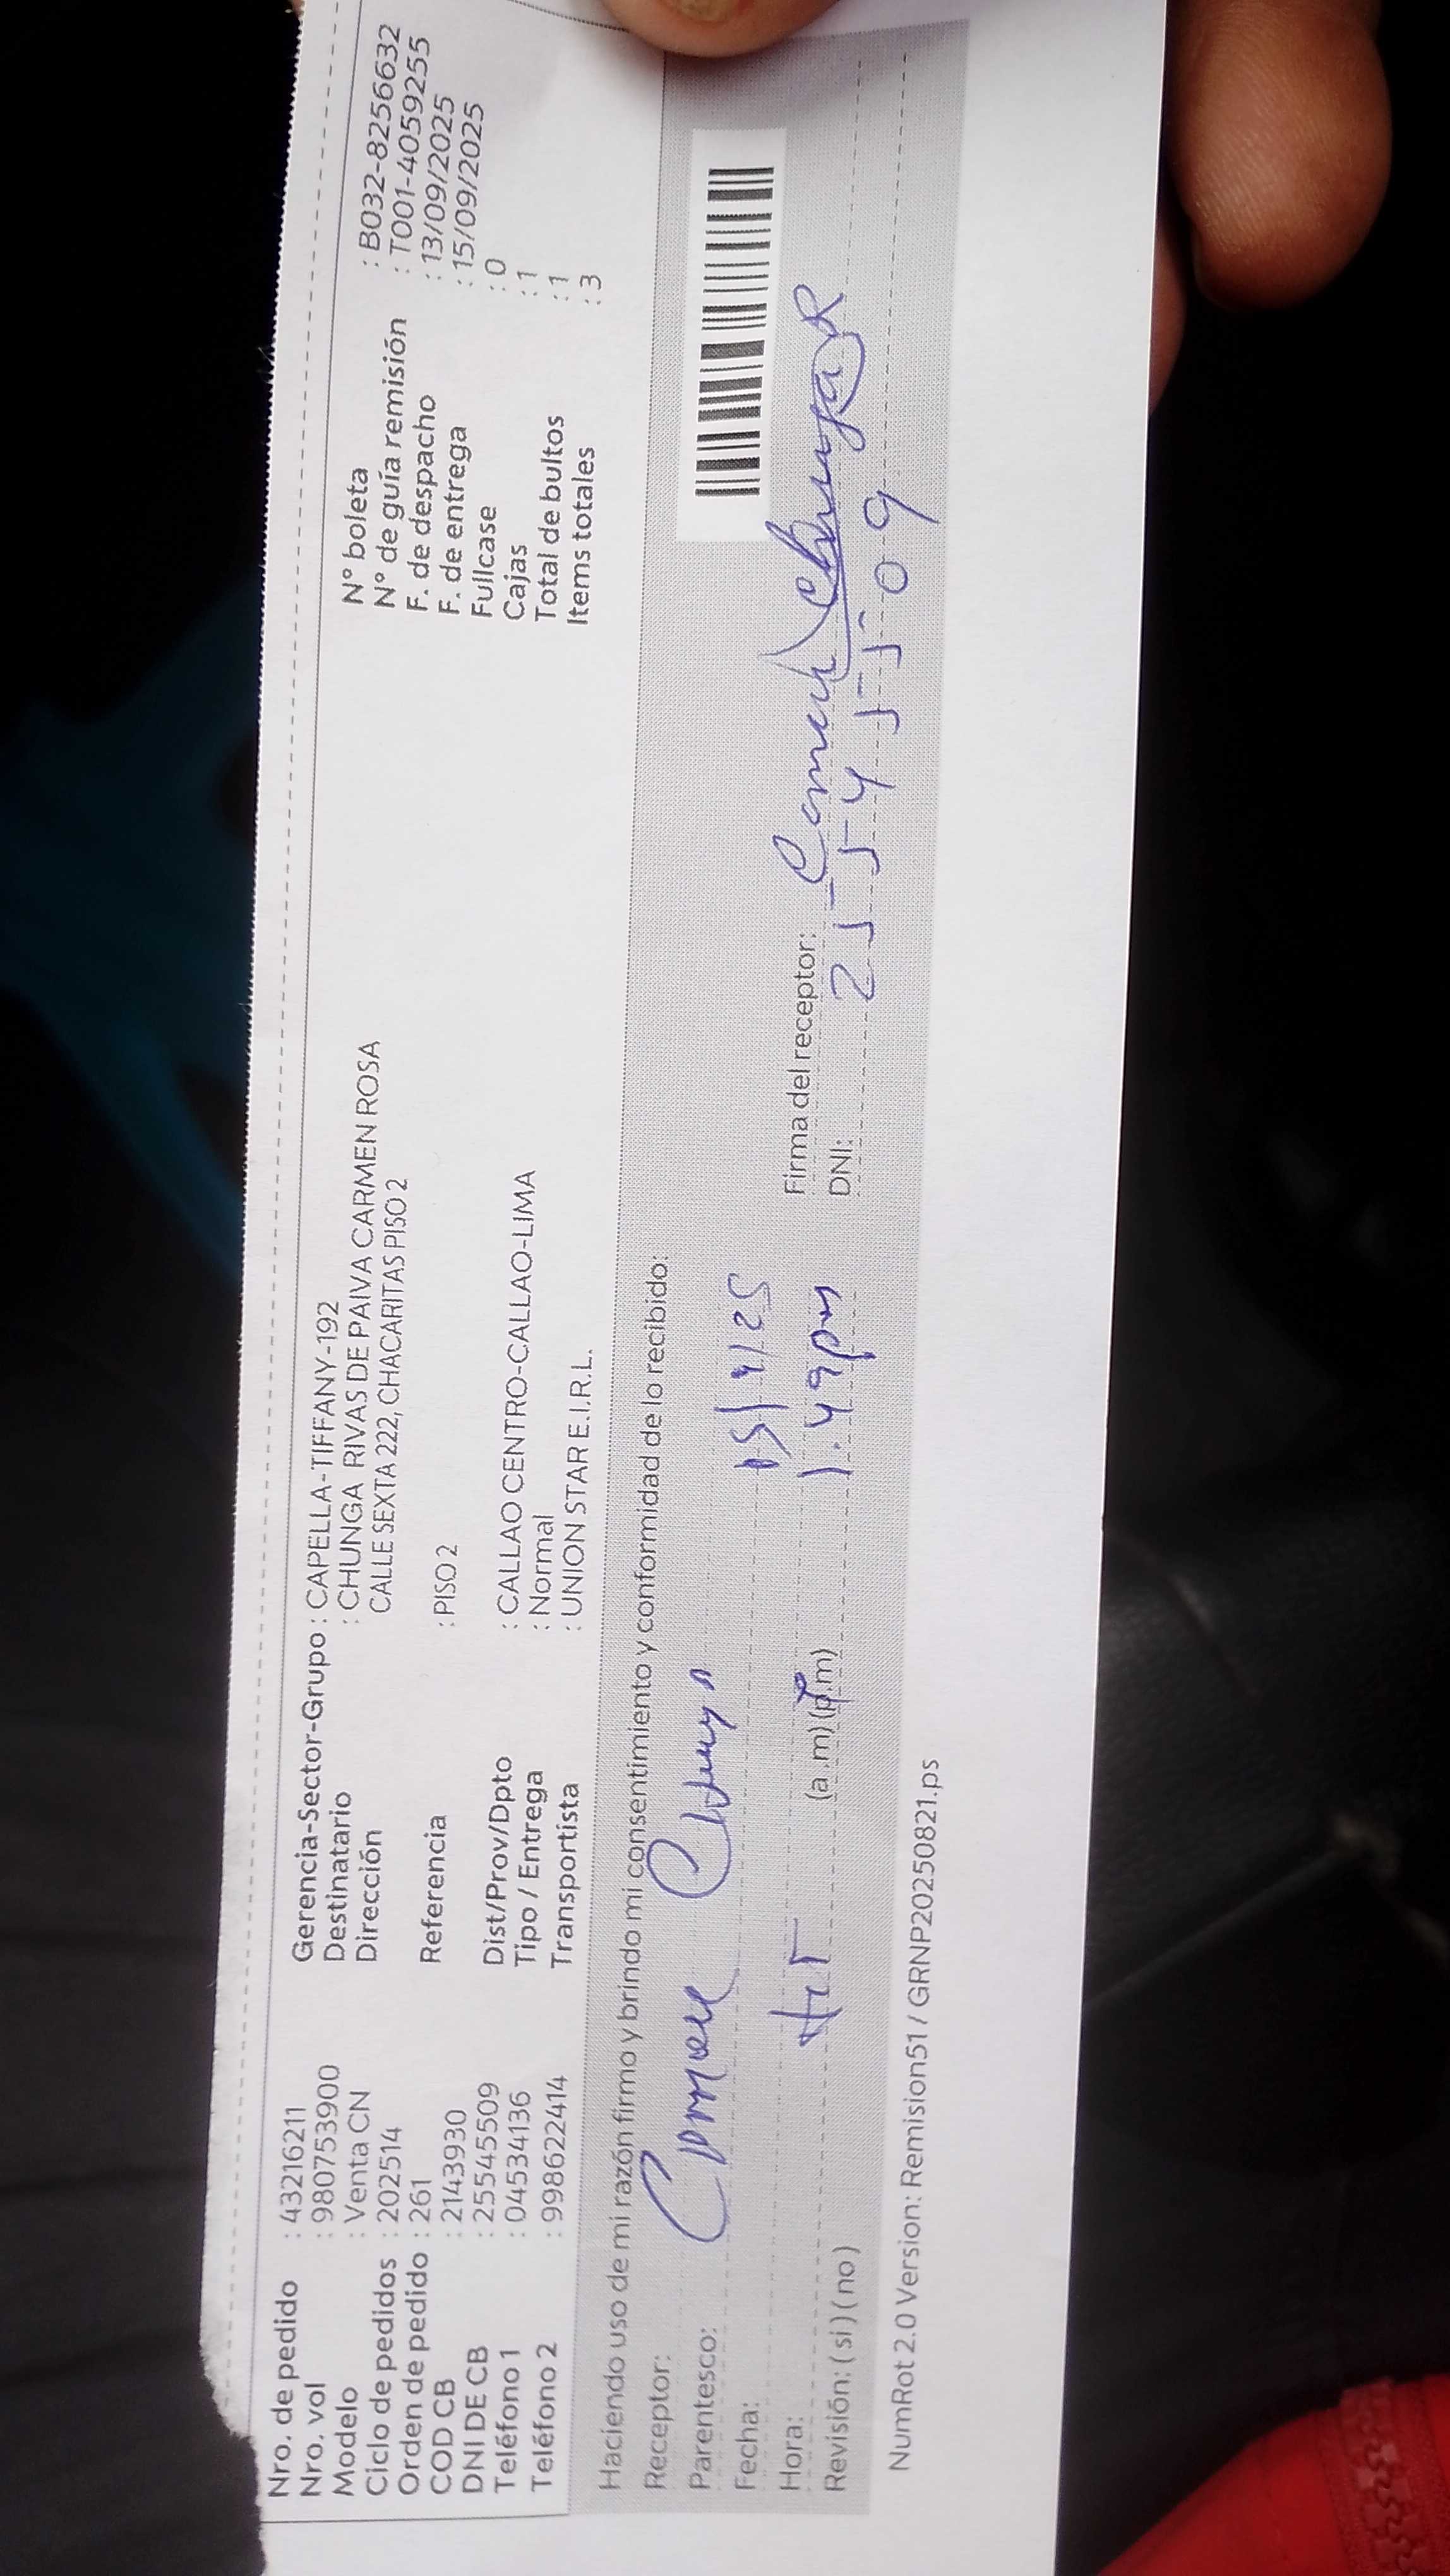 Nro. de pedido : 43216211
Nro. vol : 980753900
Modelo : Venta CN
Ciclo de pedidos : 202514
Orden de pedido : 261
COD CB : 2143930
DNI DE CB : 25545509
Teléfono 1 : 04534136
Teléfono 2 : 998622414
Gerencia-Sector-Grupo : CAPELLA-TIFFANY-192
Destinatario : CHUNGA RIVAS DE PAIVA CARMEN ROSA
Dirección CALLE SEXTA 222, CHACARITAS PISO 2
Referencia : PISO 2
Dist/Prov/Dpto : CALLAO CENTRO-CALLAO-LIMA
Tipo / Entrega : Normal
Transportista : UNION STAR E.I.R.L.
N° boleta : B032-8256632
N° de guía remisión : T001-4059255
F. de despacho : 13/09/2025
F. de entrega : 15/09/2025
Fullcase : 0
Cajas : 1
Total de bultos : 1
Items totales : 3
Haciendo uso de mi razón firmo y brindo mi consentimiento y conformidad de lo recibido:
Receptor: Carmen Chunga
Parentesco:
Fecha: 15/9/25
Hora: (a.m) (p.m) 1.49pm
Revisión: ( si ) ( no )
Firma del receptor: Carmen Chunga R
DNI: 25545509
NumRot 2.0 Version: Remision51 / GRNP20250821.ps